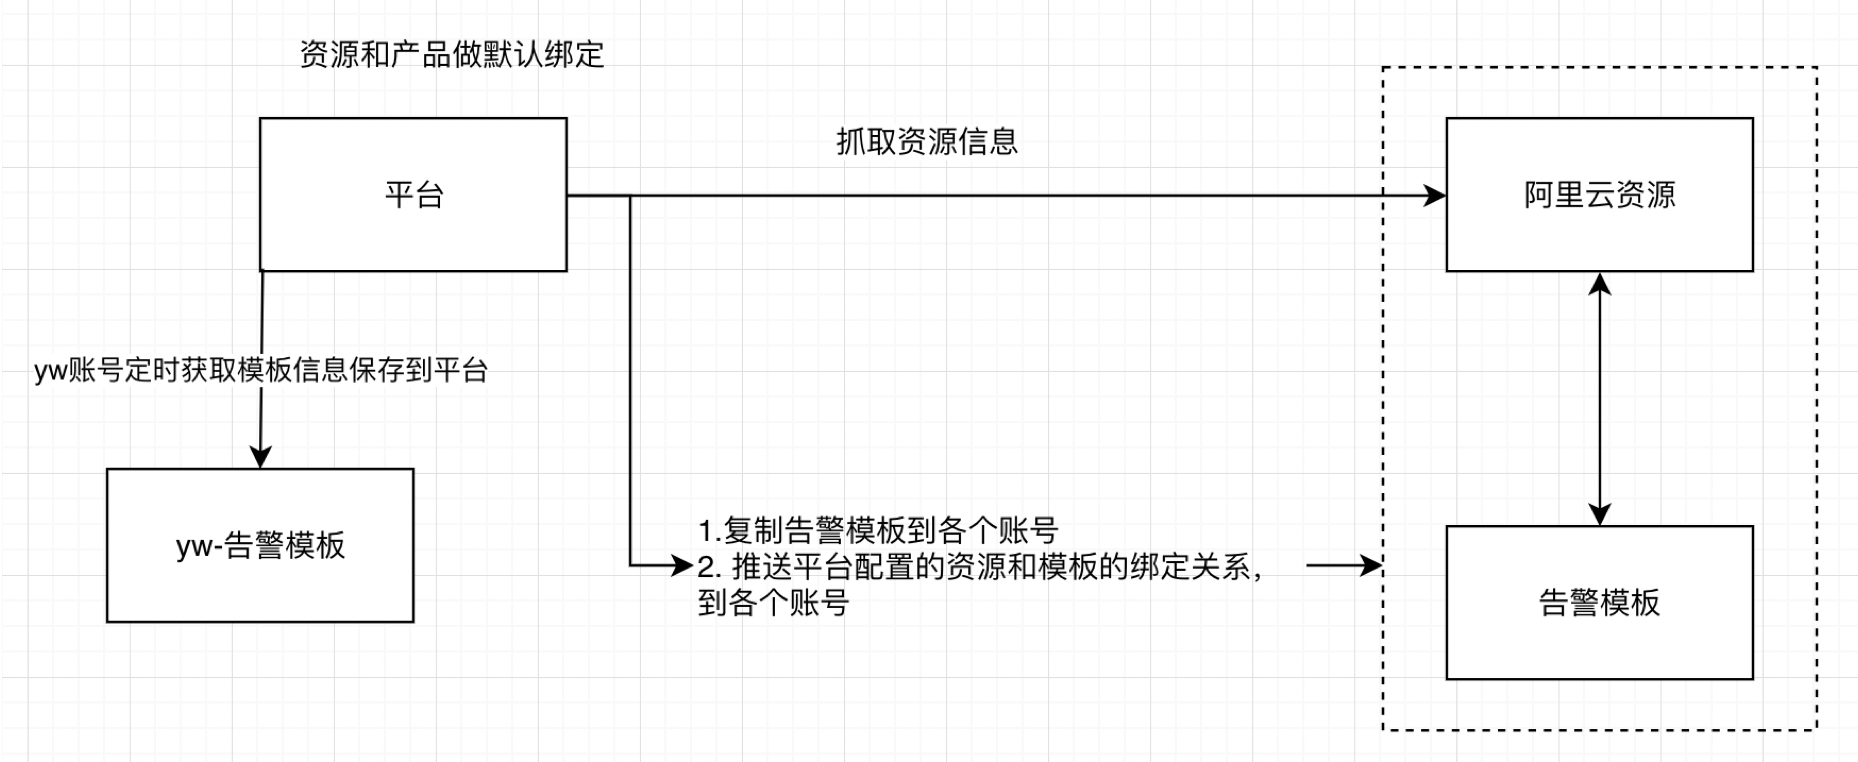 资源和产品做默认绑定
抓取资源信息
平台
阿里云资源
yw账号定时获取模板信息保存到平台
yw-告警模板
1.复制告警模板到各个账号
2. 推送平台配置的资源和模板的绑定关系，
到各个账号
告警模板